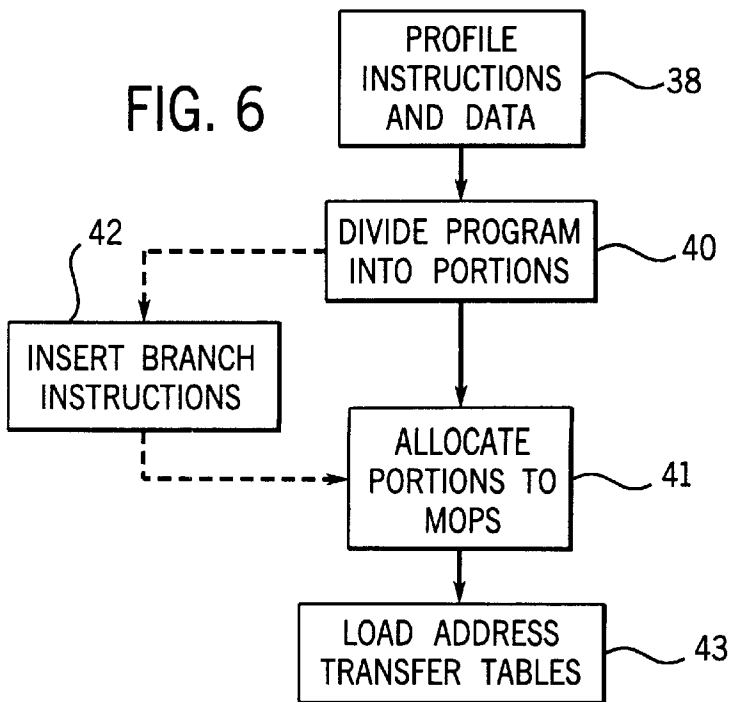 PROFILE
INSTRUCTIONS
AND DATA
38
FIG. 6
DIVIDE PROGRAM
INTO PORTIONS
40
42
INSERT BRANCH
INSTRUCTIONS
ALLOCATE
PORTIONS TO
MOPS
41
LOAD ADDRESS
TRANSFER TABLES
43